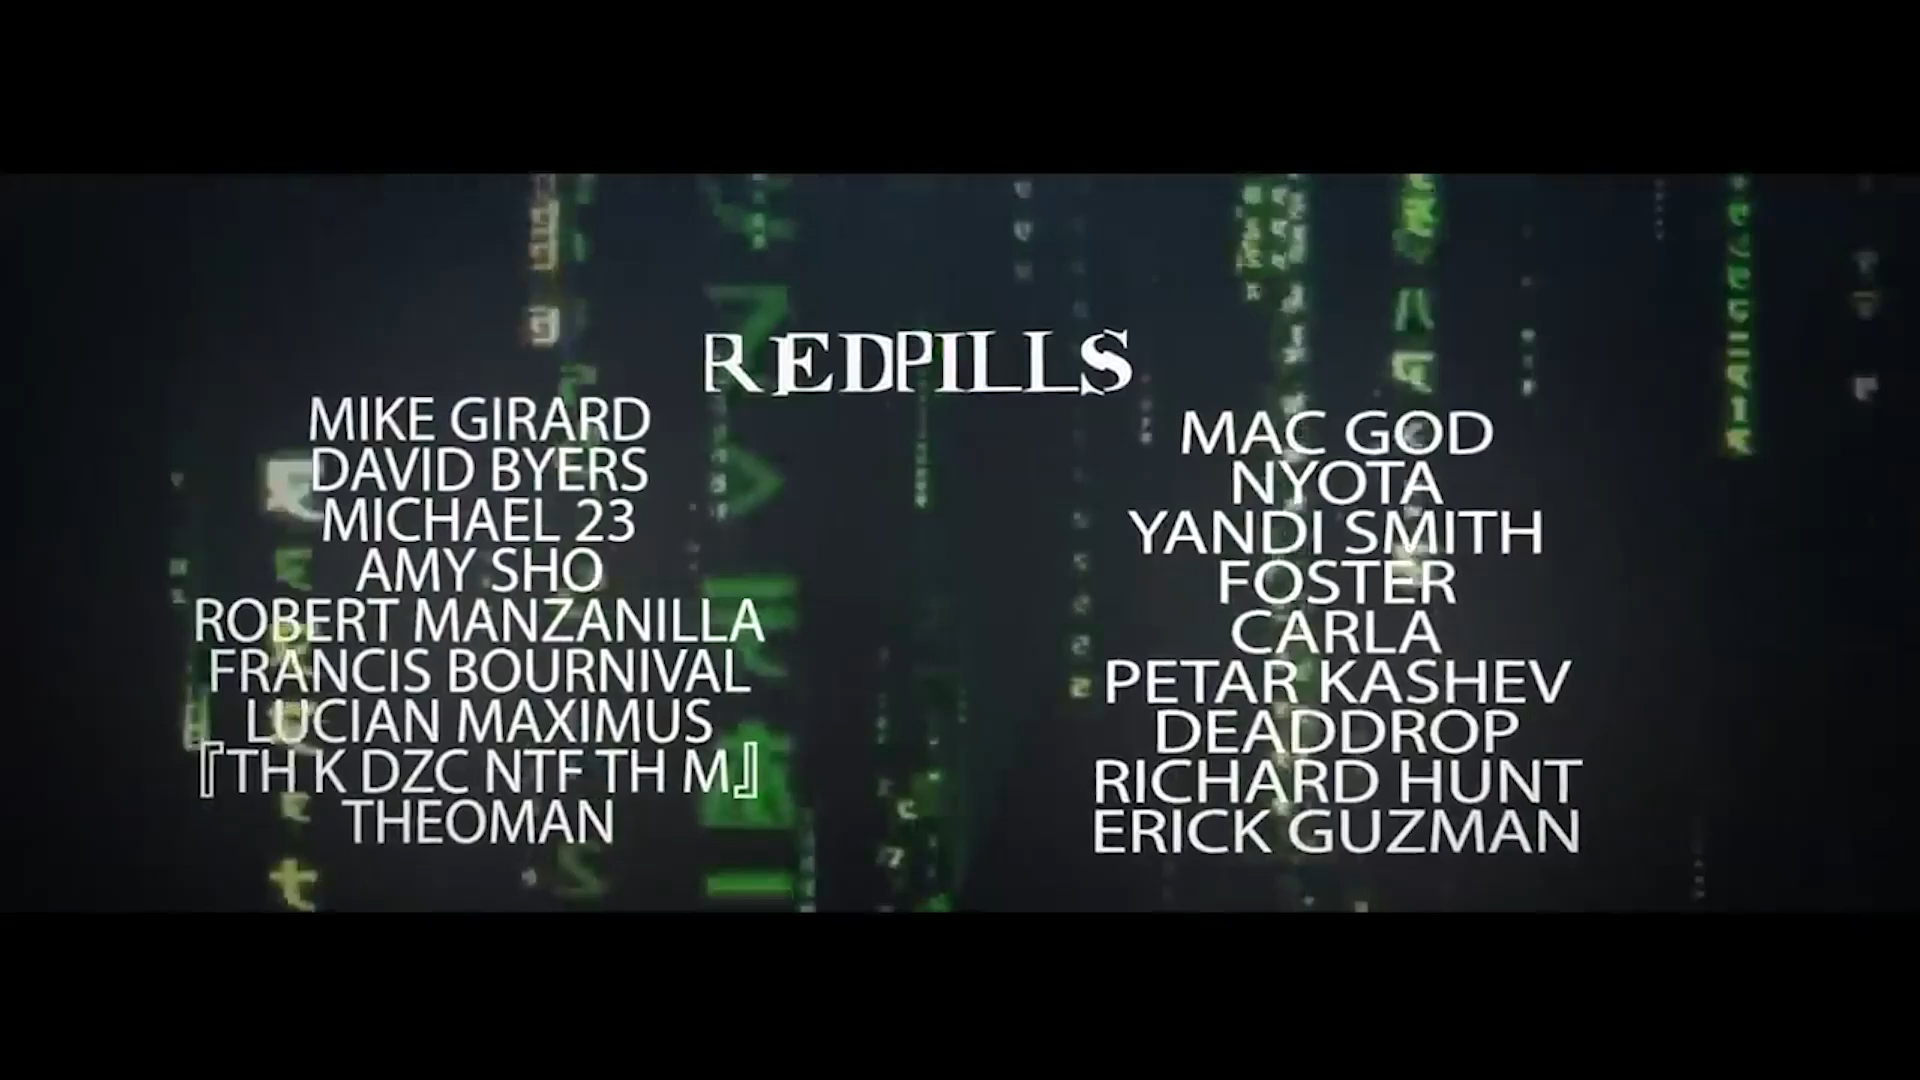 REDPILLS
MIKE GIRARD
DAVID BYERS
MICHAEL 23
AMY SHO
ROBERT MANZANILLA
FRANCIS BOURNIVAL
LUCIAN MAXIMUS
『TH K DZC NTF TH M』
THEOMAN
MAC GOD
NYOTA
YANDI SMITH
FOSTER
CARLA
PETAR KASHEV
DEADDROP
RICHARD HUNT
ERICK GUZMAN